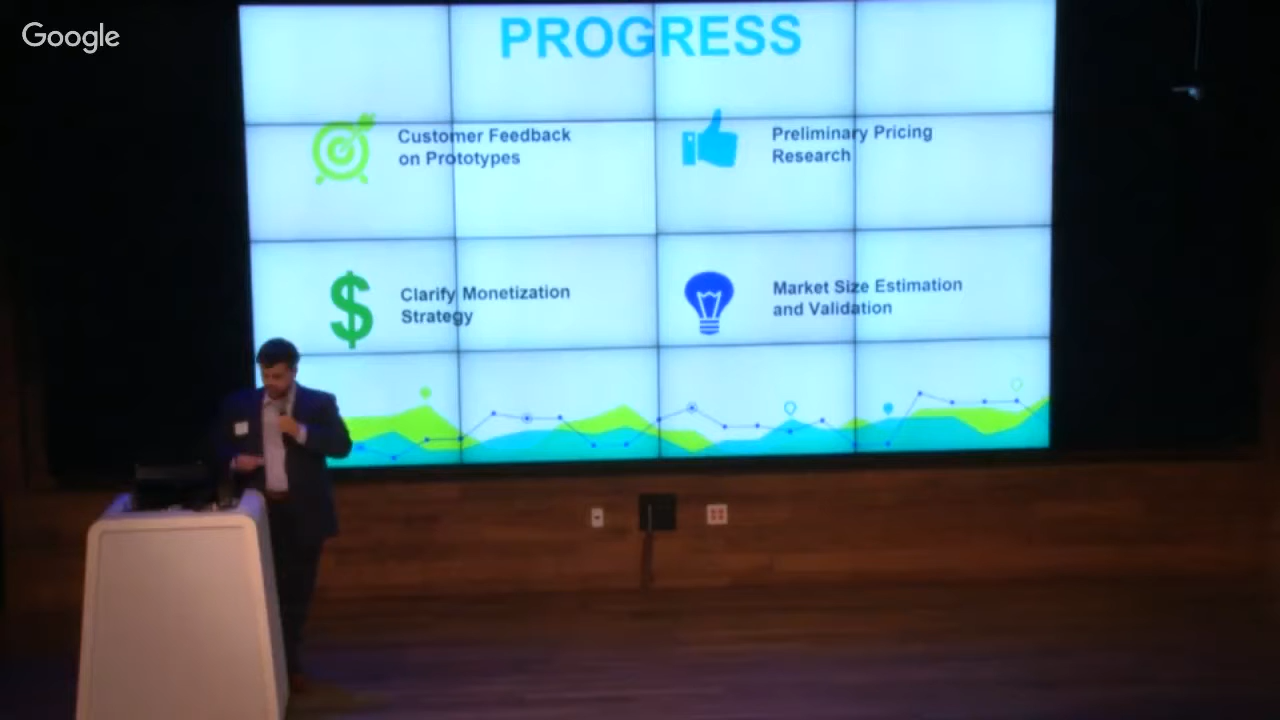 Google
PROGRESS
Customer Feedback
on Prototypes
Preliminary Pricing
Research
Clarify Monetization
Strategy
Market Size Estimation
and Validation